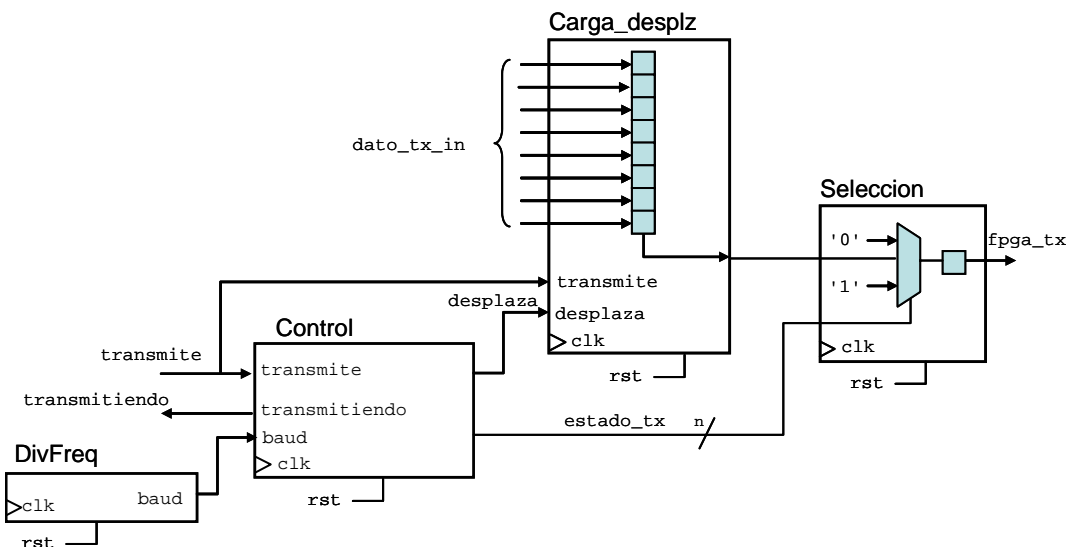 Carga_desplz
dato_tx_in
Seleccion
'0'
fpga_tx
'1'
transmite
desplaza
desplaza
clk
clk
Control
rst
rst
transmite
transmite
transmitiendo
transmitiendo
estado_tx n
baud
DivFreq
clk
clk baud
rst
rst